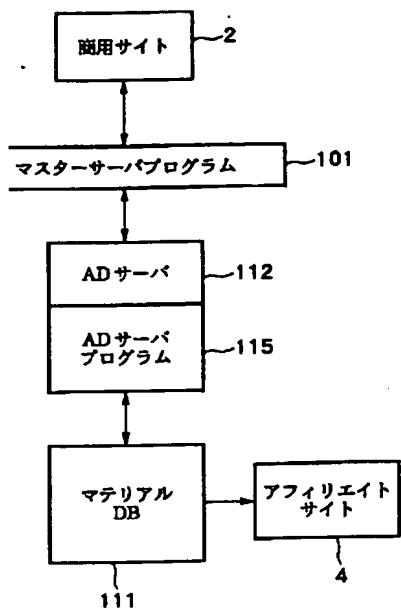 商用サイト
2
マスターサーバプログラム
101
ADサーバ
112
ADサーバ
プログラム
115
マテリアル
DB
111
アフィリエイト
サイト
4